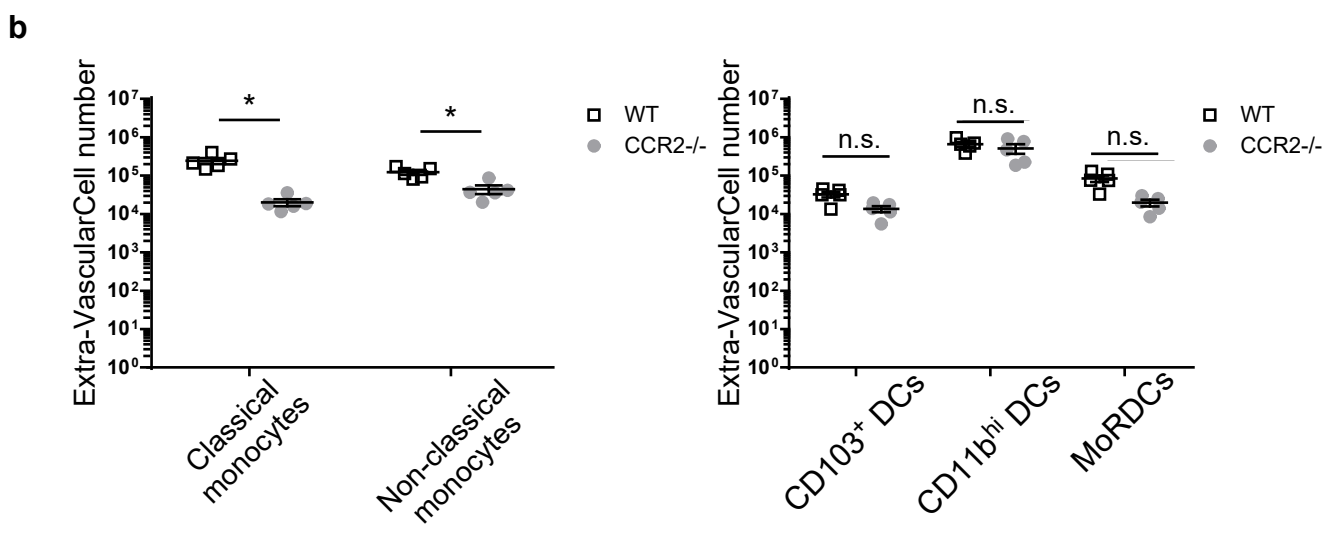 b
Extra-VascularCell number
10⁷
10⁶
10⁵
10⁴
10³
10²
10¹
10⁰
*
*
WT
CCR2-/-
Classical
monocytes
Non-classical
monocytes
Extra-VascularCell number
10⁷
10⁶
10⁵
10⁴
10³
10²
10¹
10⁰
n.s.
n.s.
n.s.
WT
CCR2-/-
CD103⁺ DCs
CD11bʰⁱ DCs
MoRDCs